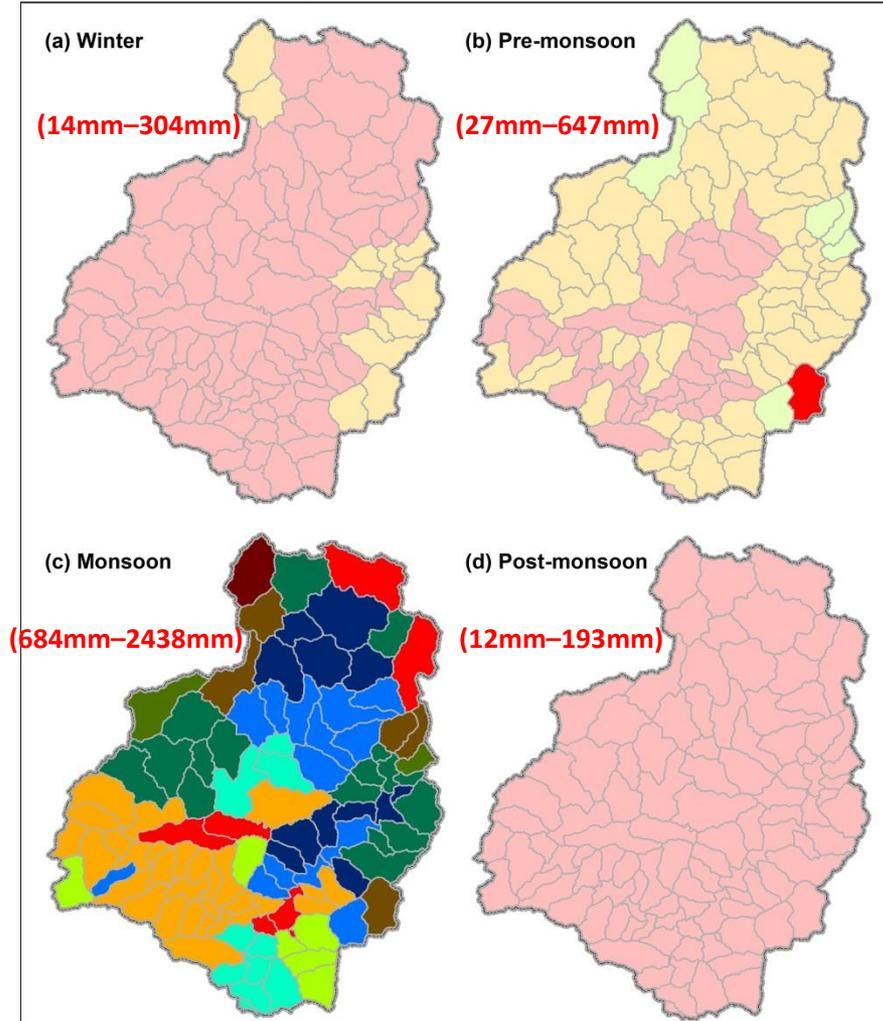 (a) Winter
(14mm–304mm)
(b) Pre-monsoon
(27mm–647mm)
(c) Monsoon
(684mm–2438mm)
(d) Post-monsoon
(12mm–193mm)